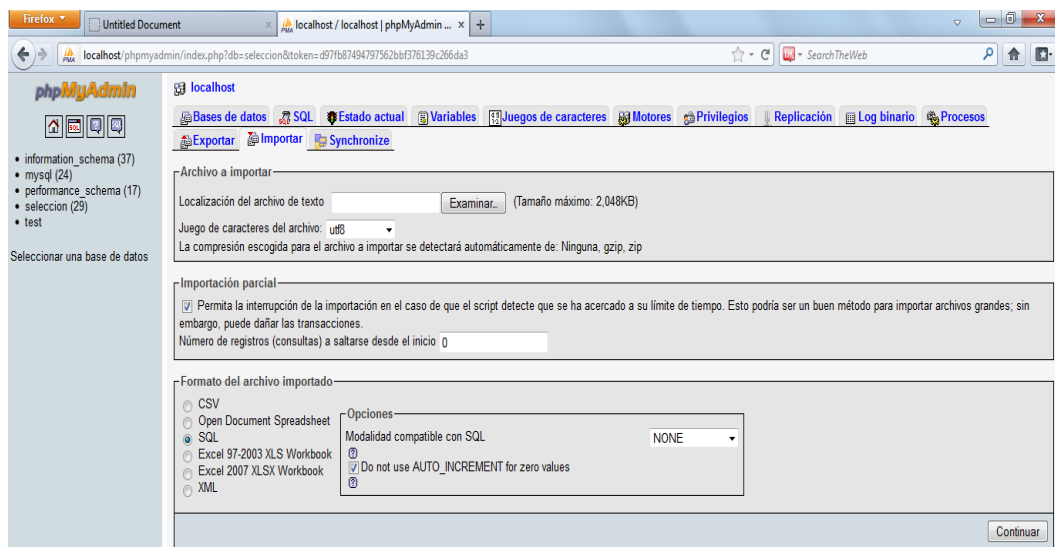 Firefox
Untitled Document
localhost / localhost | phpMyAdmin ...
localhost/phpmyadmin/index.php?db=seleccion&token=d97fb87494797562bbf376139c266da3
SearchTheWeb
phpMyAdmin
localhost
Bases de datos SQL Estado actual Variables Juegos de caracteres Motores Privilegios Replicación Log binario Procesos
Exportar Importar Synchronize
information_schema (37)
mysql (24)
performance_schema (17)
seleccion (29)
test
Seleccionar una base de datos
Archivo a importar
Localización del archivo de texto Examinar... (Tamaño máximo: 2,048KB)
Juego de caracteres del archivo: utf8
La compresión escogida para el archivo a importar se detectará automáticamente de: Ninguna, gzip, zip
Importación parcial
Permita la interrupción de la importación en el caso de que el script detecte que se ha acercado a su límite de tiempo. Esto podría ser un buen método para importar archivos grandes; sin
embargo, puede dañar las transacciones.
Número de registros (consultas) a saltarse desde el inicio 0
Formato del archivo importado
CSV
Open Document Spreadsheet
SQL
Excel 97-2003 XLS Workbook
Excel 2007 XLSX Workbook
XML
Opciones
Modalidad compatible con SQL NONE
Do not use AUTO_INCREMENT for zero values
Continuar